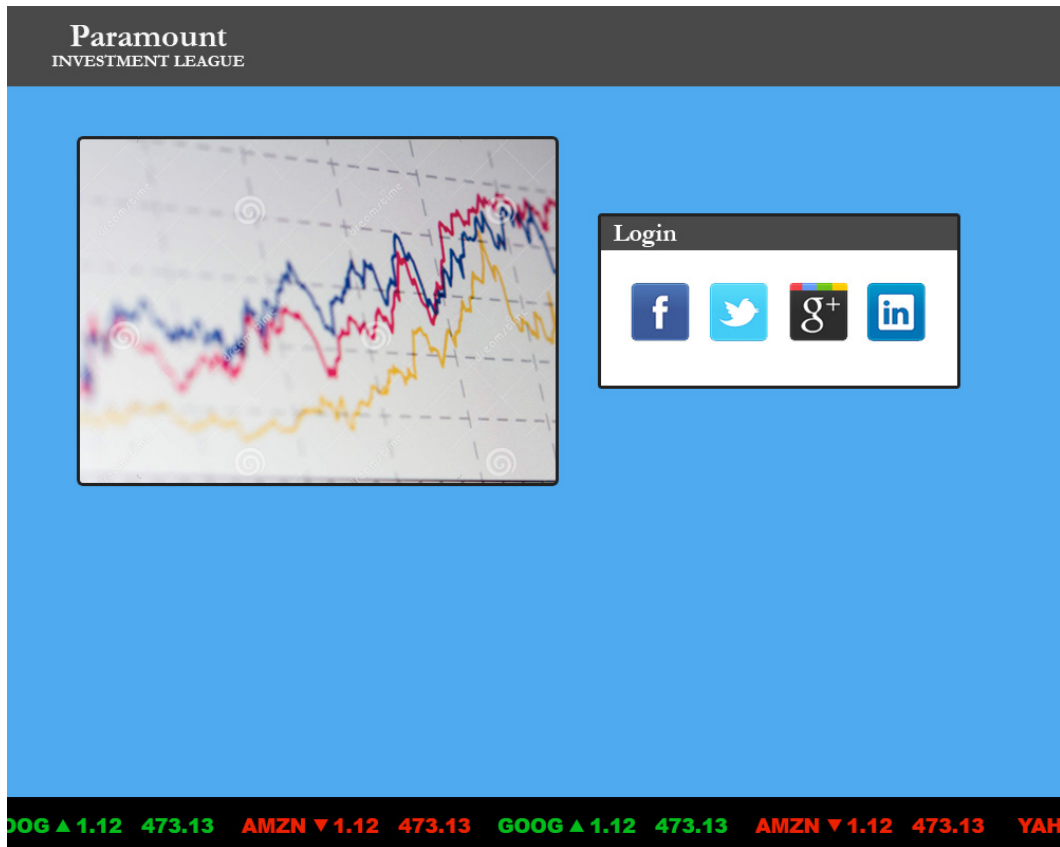 Paramount
INVESTMENT LEAGUE
Login
f g+ in
OOG ▲ 1.12 473.13 AMZN ▼ 1.12 473.13 GOOG ▲ 1.12 473.13 AMZN ▼ 1.12 473.13 YAH